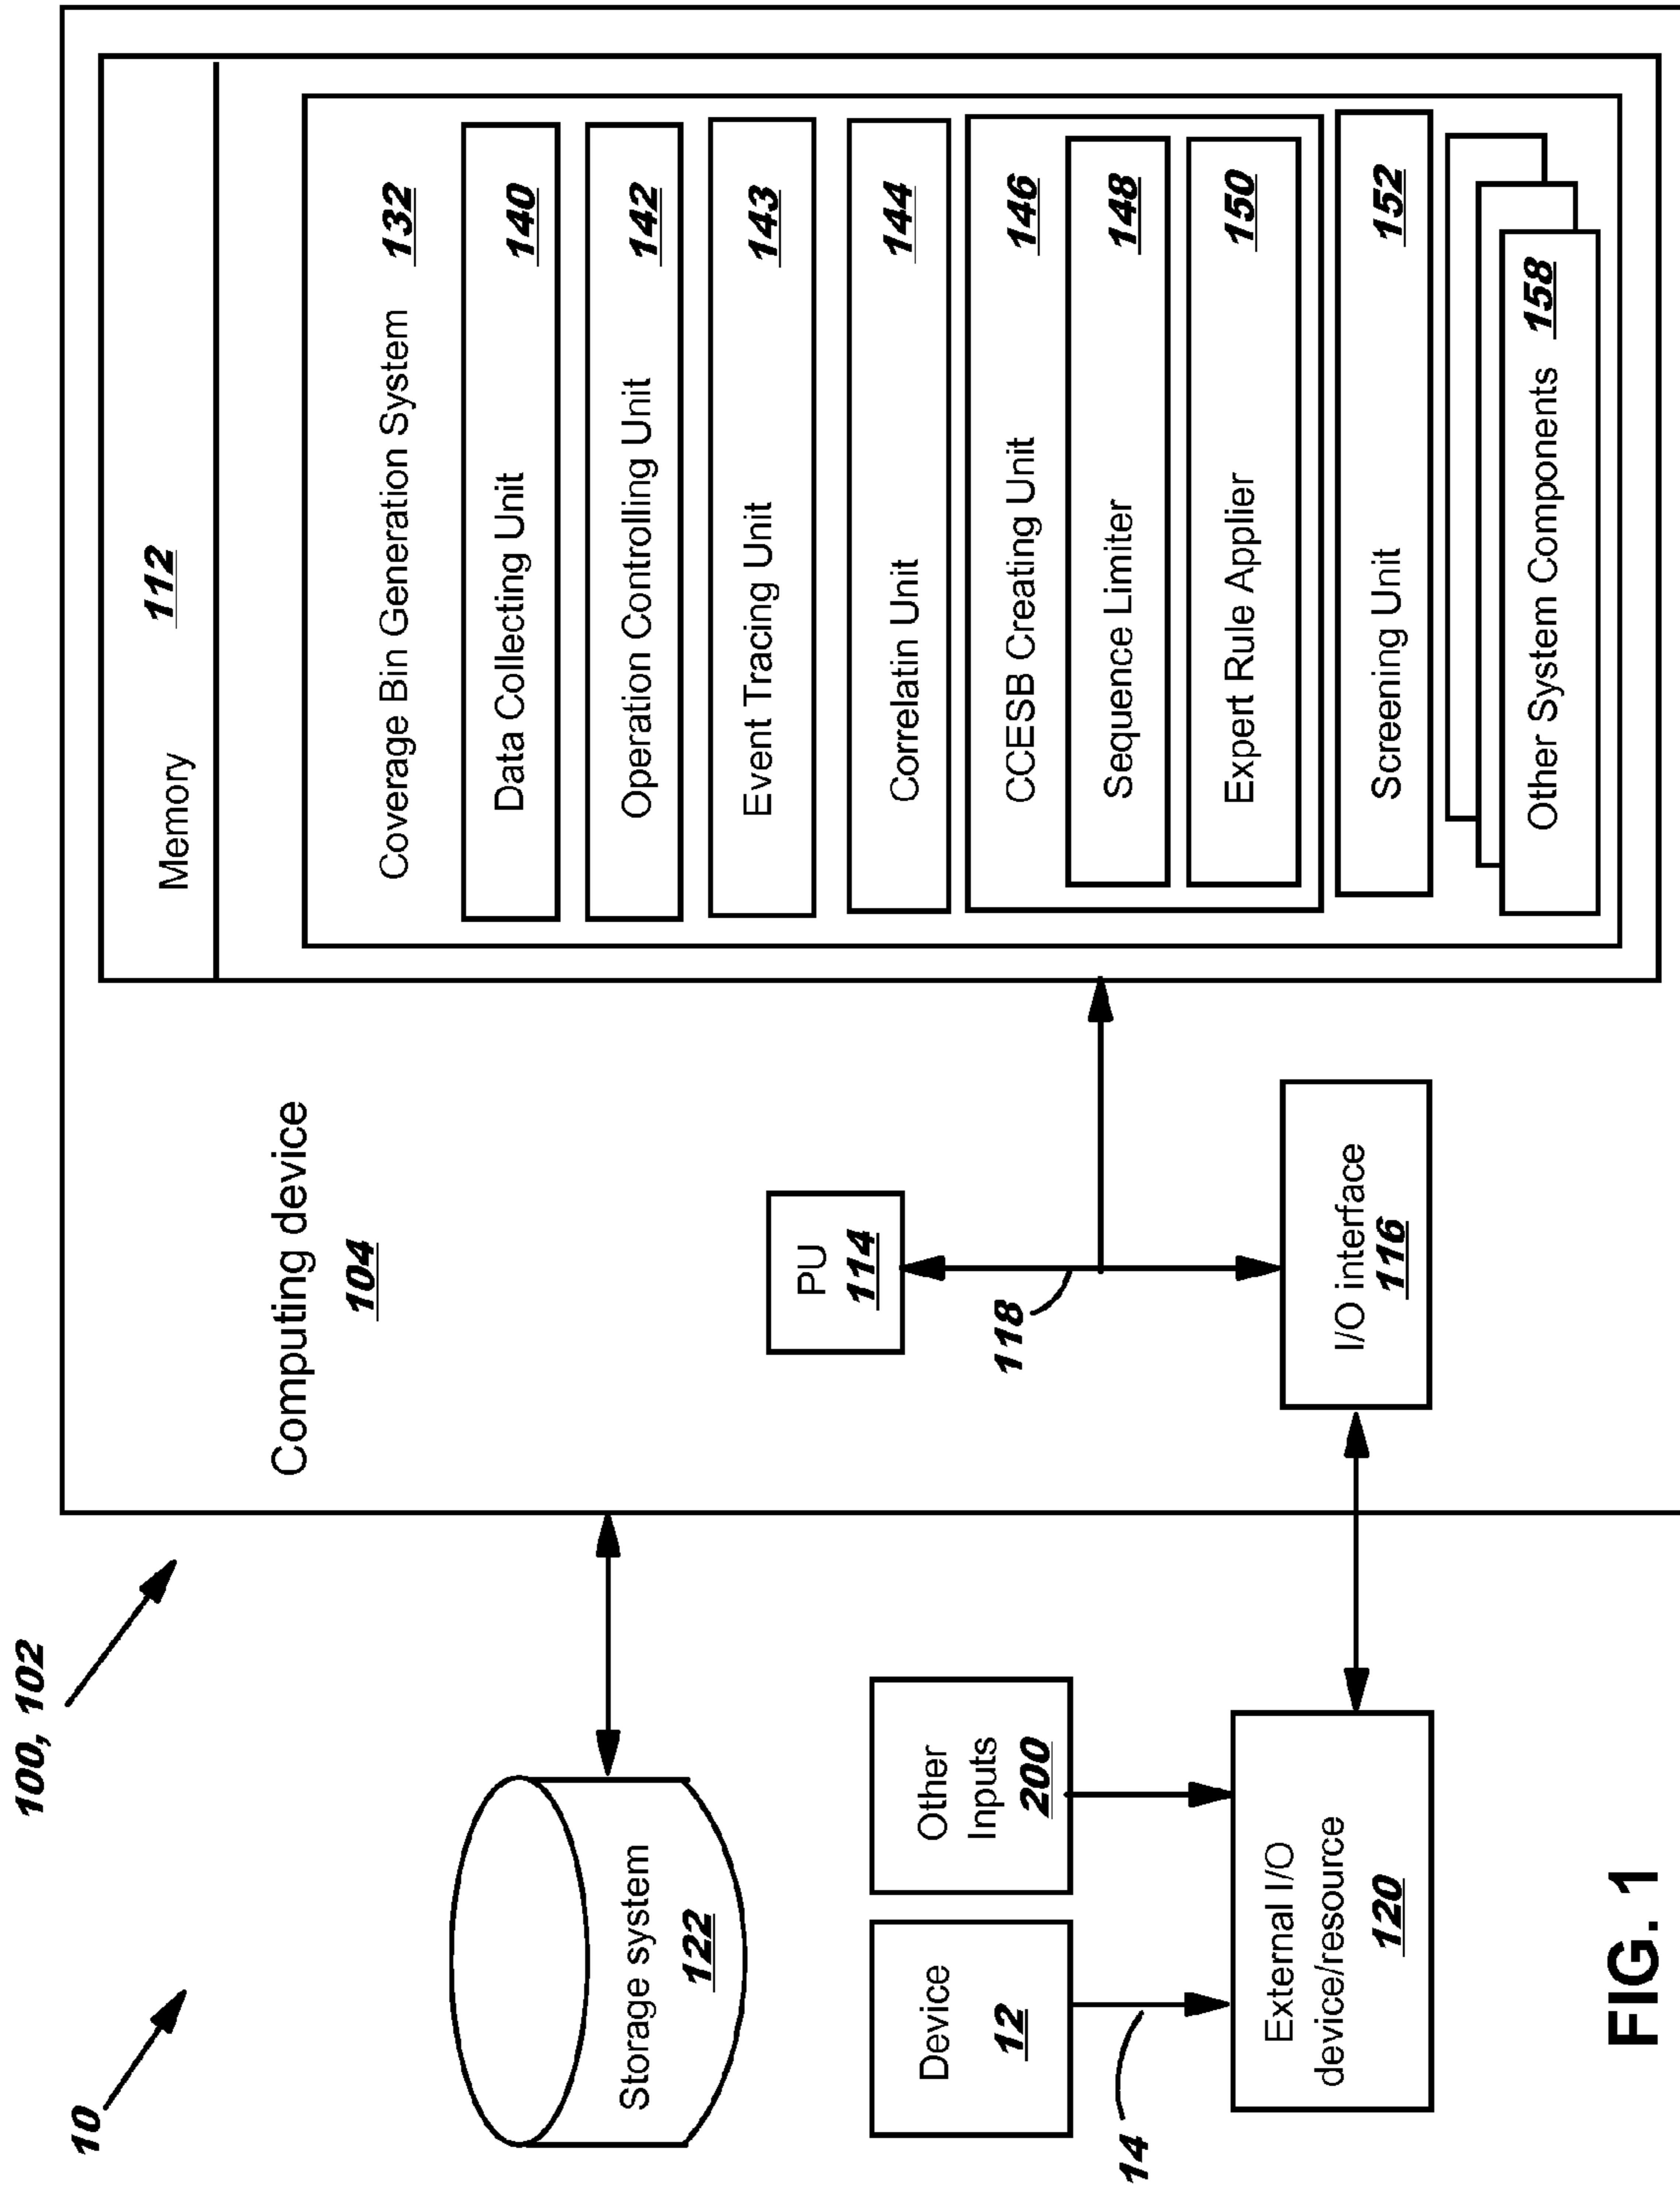 10
100, 102
Computing device
104
Memory
112
Coverage Bin Generation System
132
Data Collecting Unit
140
Operation Controlling Unit
142
Event Tracing Unit
143
Correlatin Unit
144
CCESB Creating Unit
146
Sequence Limiter
148
Expert Rule Applier
150
Screening Unit
152
Other System Components
158
PU
114
118
I/O interface
116
Storage system
122
Device
12
Other
Inputs
200
14
External I/O
device/resource
120
FIG. 1